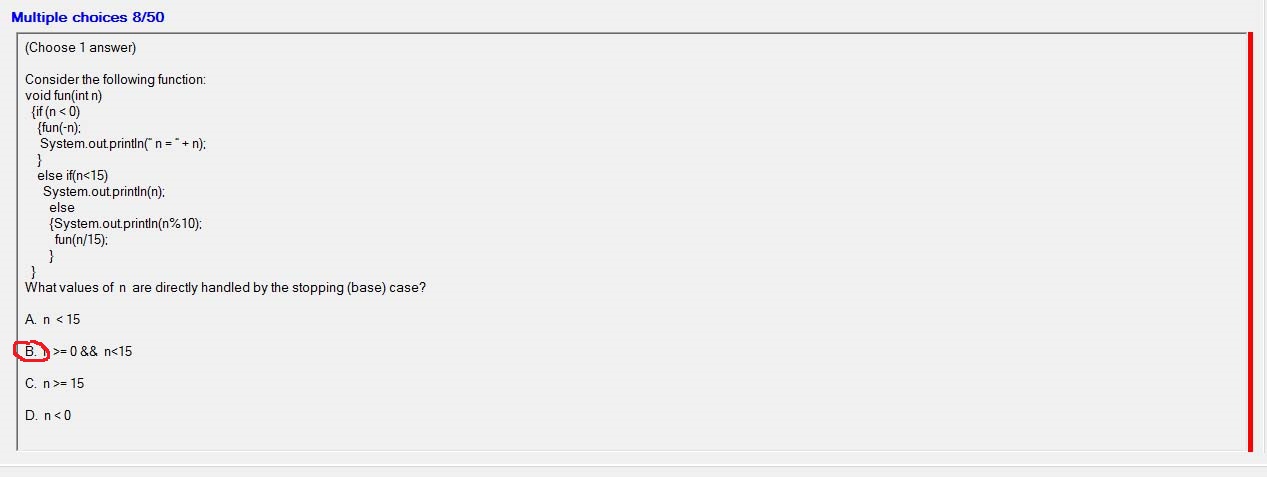 Multiple choices 8/50
(Choose 1 answer)
Consider the following function:
void fun(int n)
{if (n < 0)
{fun(-n);
System.out.println(" n = " + n);
}
else if(n<15)
System.out.println(n);
else
{System.out.println(n%10);
fun(n/15);
}
}
What values of n are directly handled by the stopping (base) case?
A. n < 15
B. >= 0 && n<15
C. n >= 15
D. n < 0